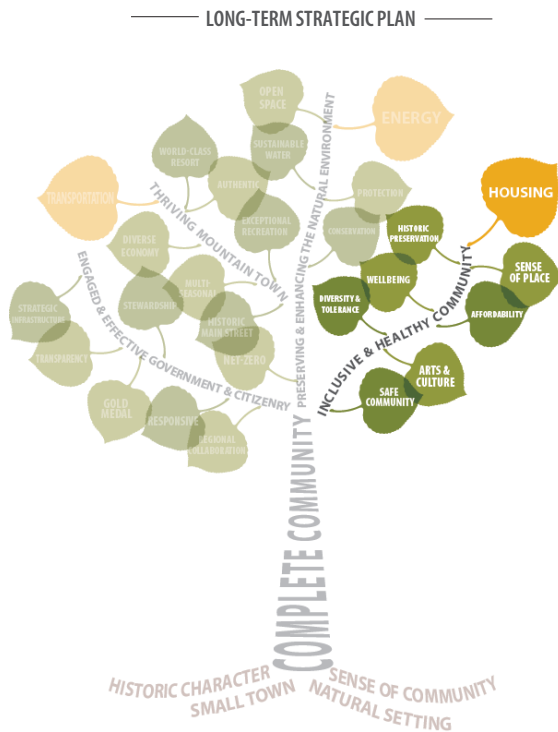 LONG-TERM STRATEGIC PLAN
OPEN
SPACE
ENERGY
WORLD-CLASS
RESORT
SUSTAINABLE
WATER
TRANSPORTATION
AUTHENTIC
PROTECTION
HOUSING
THRIVING MOUNTAIN TOWN
PRESERVING & ENHANCING THE NATURAL ENVIRONMENT
EXCEPTIONAL
RECREATION
CONSERVATION
HISTORIC
PRESERVATION
DIVERSE
ECONOMY
WELLBEING
SENSE
OF PLACE
ENGAGED & EFFECTIVE GOVERNMENT & CITIZENRY
MULTI-
SEASONAL
DIVERSITY &
TOLERANCE
INCLUSIVE & HEALTHY COMMUNITY
AFFORDABILITY
STRATEGIC
INFRASTRUCTURE
STEWARDSHIP
HISTORIC
MAIN STREET
TRANSPARENCY
NET-ZERO
ARTS &
CULTURE
SAFE
COMMUNITY
GOLD
MEDAL
RESPONSIVE
REGIONAL
COLLABORATION
COMPLETE COMMUNITY
HISTORIC CHARACTER
SENSE OF COMMUNITY
SMALL TOWN
NATURAL SETTING